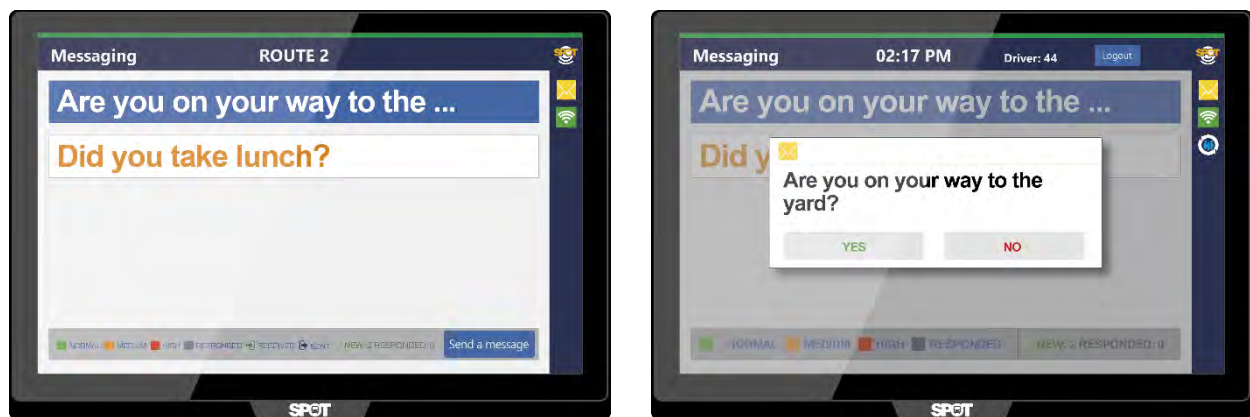 Messaging ROUTE 2
SPOT
Are you on your way to the ...
Did you take lunch?
NORMAL MEDIUM HIGH RESPONDED RECEIVED SENT NEW: 2 RESPONDED: 0 Send a message
SPOT
Messaging 02:17 PM Driver: 44 Logout
SPOT
Are you on your way to the ...
Did y
Are you on your way to the
yard?
YES NO
NORMAL MEDIUM HIGH RESPONDED NEW: 2 RESPONDED: 0
SPOT